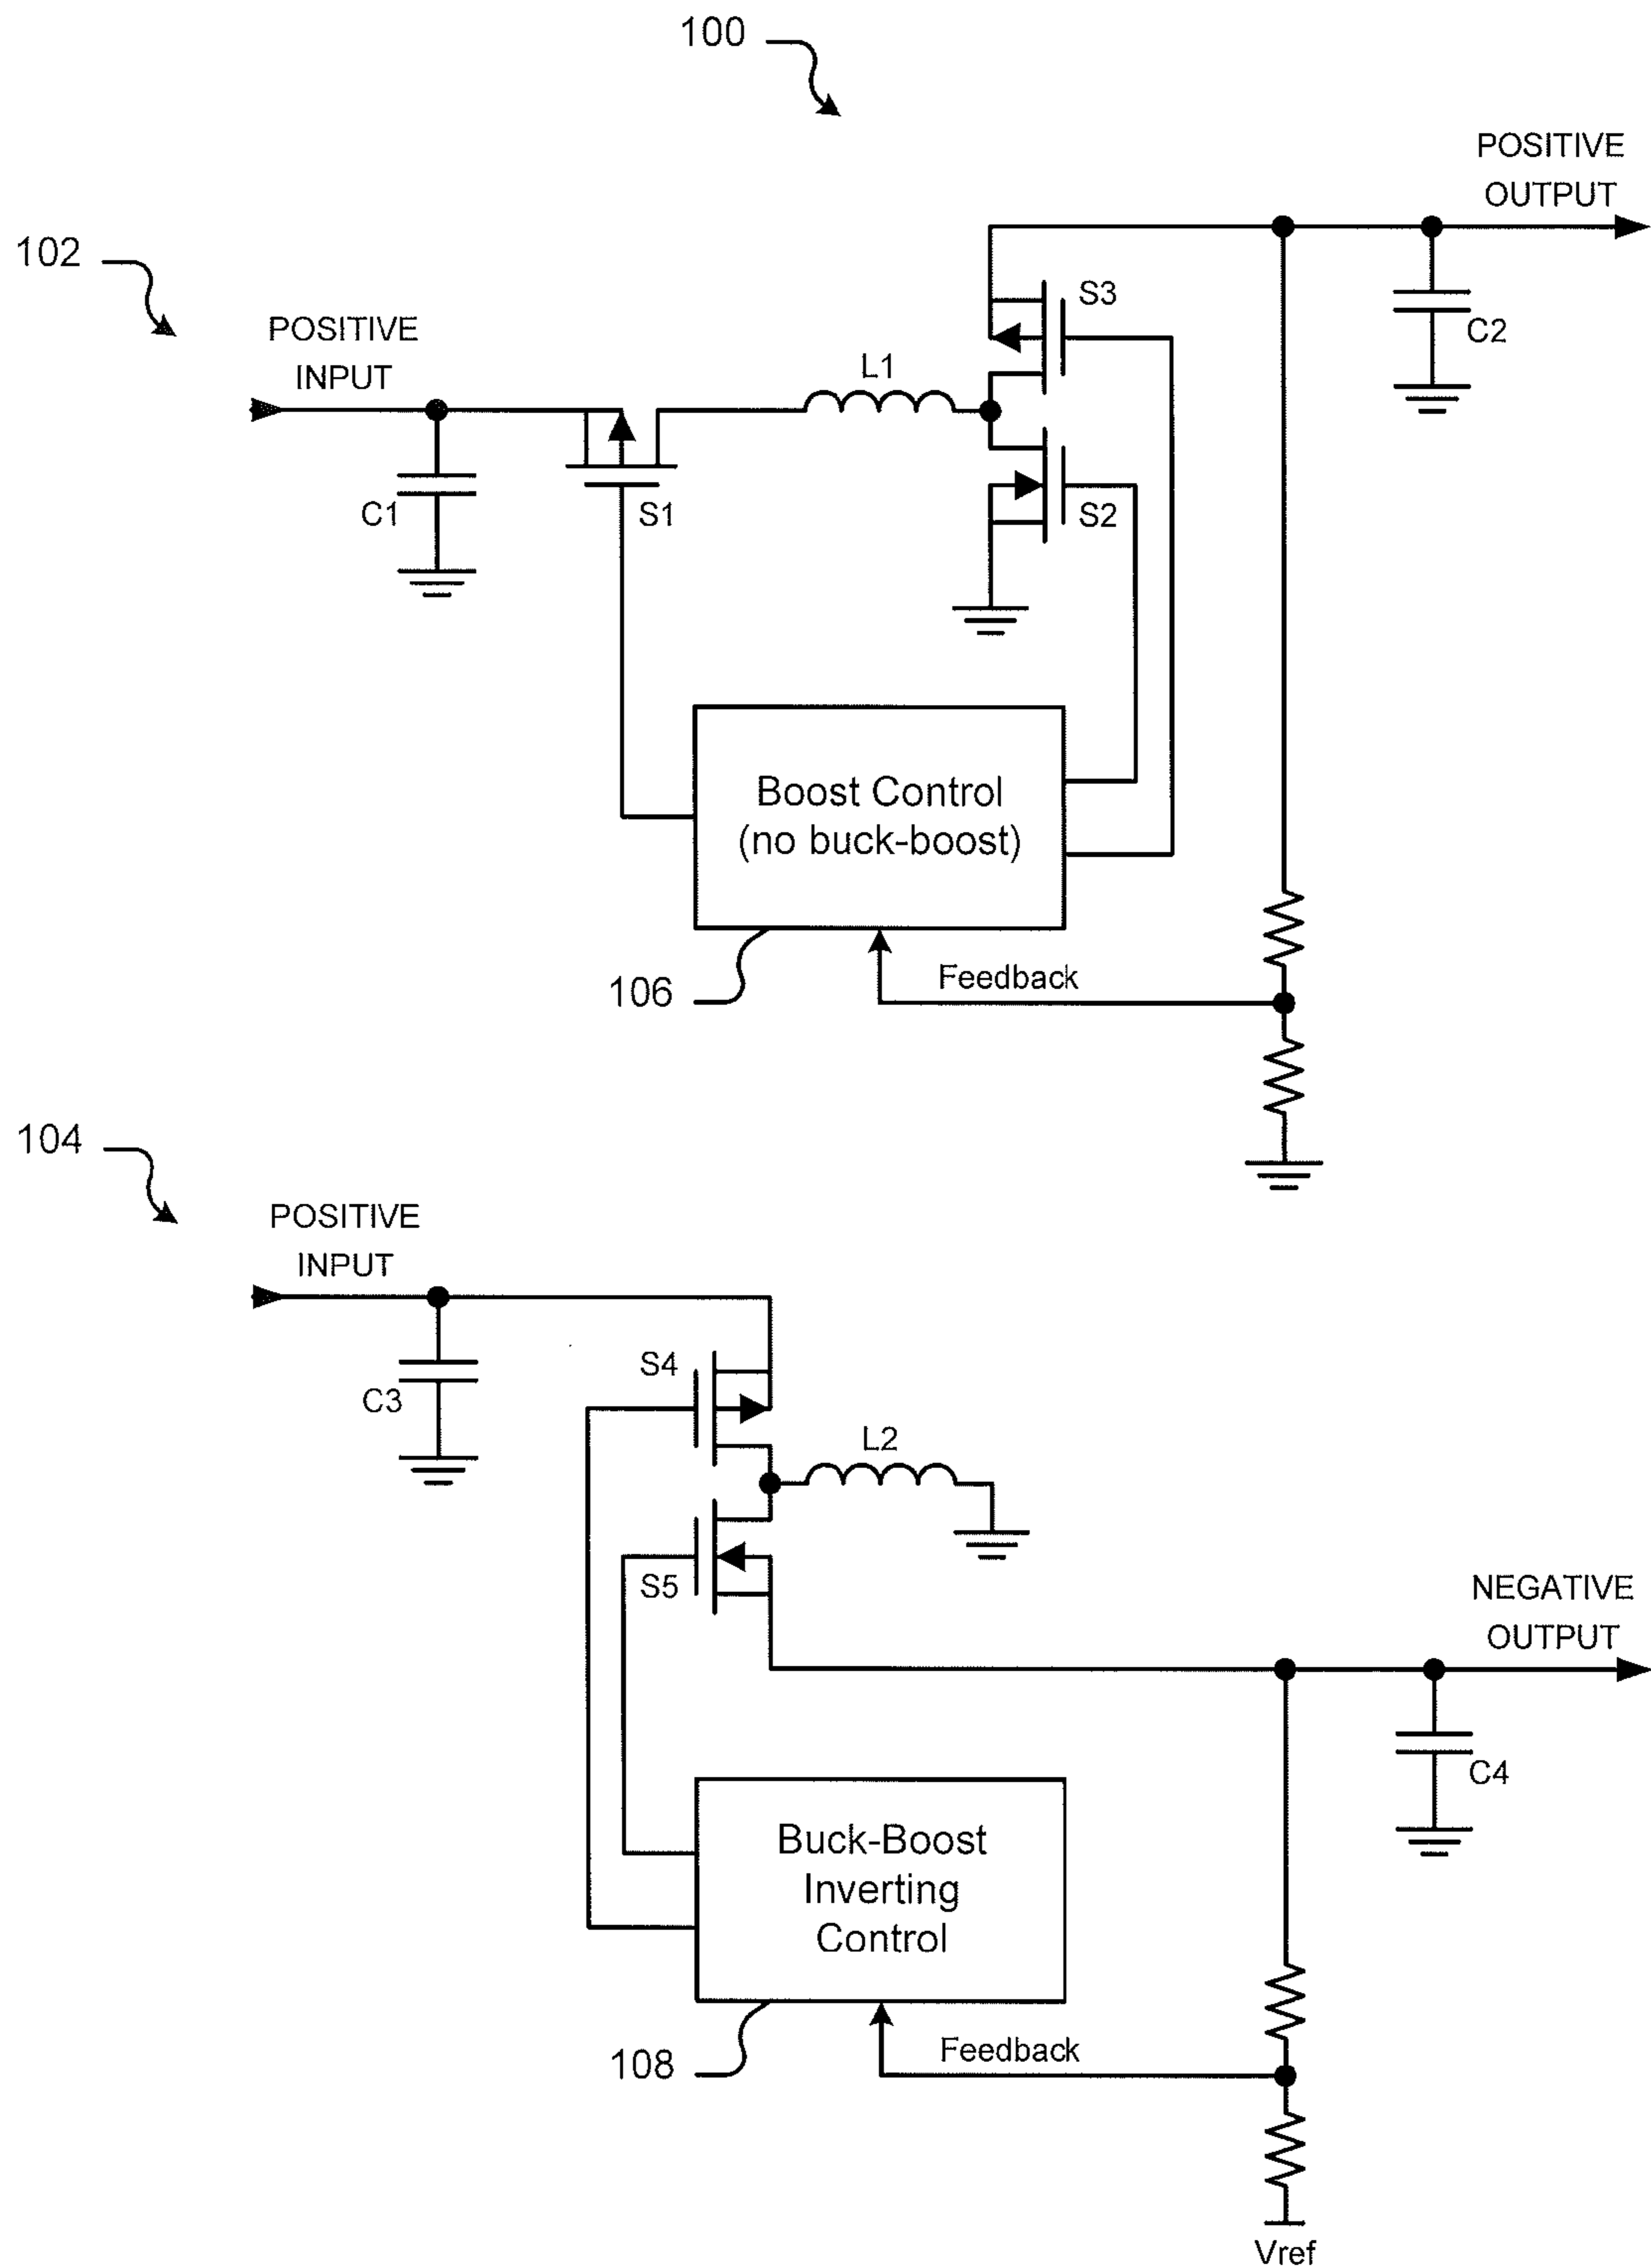 100
POSITIVE
OUTPUT
102
POSITIVE
INPUT
S3
C2
L1
C1
S1
S2
Boost Control
(no buck-boost)
106
Feedback
104
POSITIVE
INPUT
S4
C3
L2
S5
NEGATIVE
OUTPUT
C4
Buck-Boost
Inverting
Control
108
Feedback
Vref